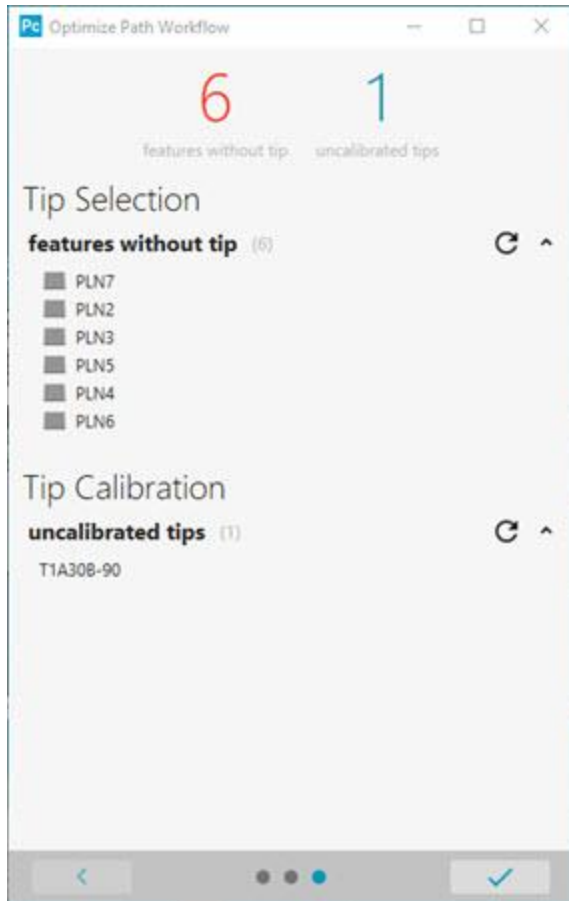 Pc Optimize Path Workflow
6 1
features without tip uncalibrated tips
Tip Selection
features without tip (6)
PLN7
PLN2
PLN3
PLN5
PLN4
PLN6
Tip Calibration
uncalibrated tips (1)
T1A30B-90